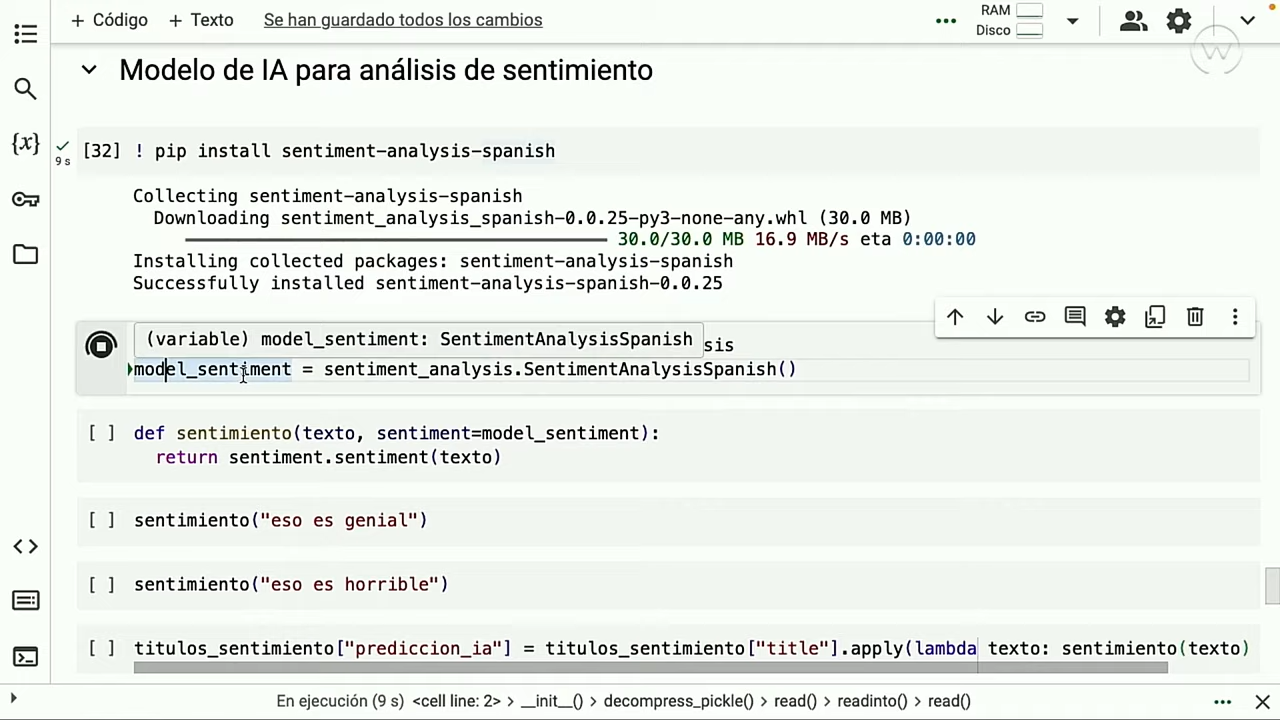 + Código + Texto Se han guardado todos los cambios
RAM
Disco
W
Modelo de IA para análisis de sentimiento
{x}
9 s
[32] ! pip install sentiment-analysis-spanish
Collecting sentiment-analysis-spanish
Downloading sentiment_analysis_spanish-0.0.25-py3-none-any.whl (30.0 MB)
30.0/30.0 MB 16.9 MB/s eta 0:00:00
Installing collected packages: sentiment-analysis-spanish
Successfully installed sentiment-analysis-spanish-0.0.25
(variable) model_sentiment: SentimentAnalysisSpanish
sis
model_sentiment = sentiment_analysis.SentimentAnalysisSpanish()
[ ] def sentimiento(texto, sentiment=model_sentiment):
return sentiment.sentiment(texto)
[ ] sentimiento("eso es genial")
[ ] sentimiento("eso es horrible")
[ ] titulos_sentimiento["prediccion_ia"] = titulos_sentimiento["title"].apply(lambda texto: sentimiento(texto)
En ejecución (9 s) <cell line: 2> > __init__() > decompress_pickle() > read() > readinto() > read()